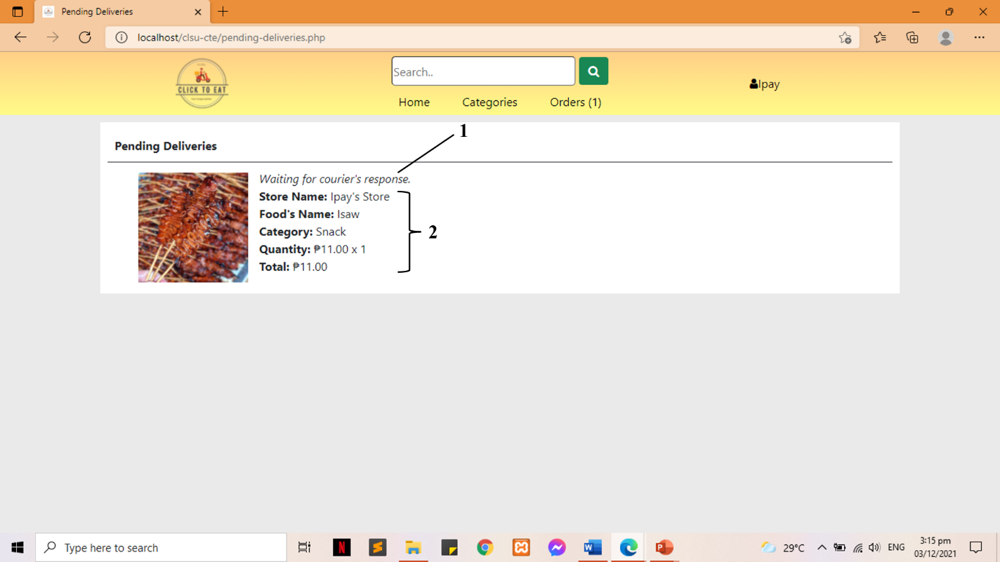 Pending Deliveries
localhost/clsu-cte/pending-deliveries.php
CLICK TO EAT
Search..
Ipay
Home Categories Orders (1)
1
Pending Deliveries
Waiting for courier's response.
Store Name: Ipay's Store
Food's Name: Isaw
Category: Snack
Quantity: ₱11.00 x 1
Total: ₱11.00
2
Type here to search
N
W
P
29°C
ENG
3:15 pm
03/12/2021